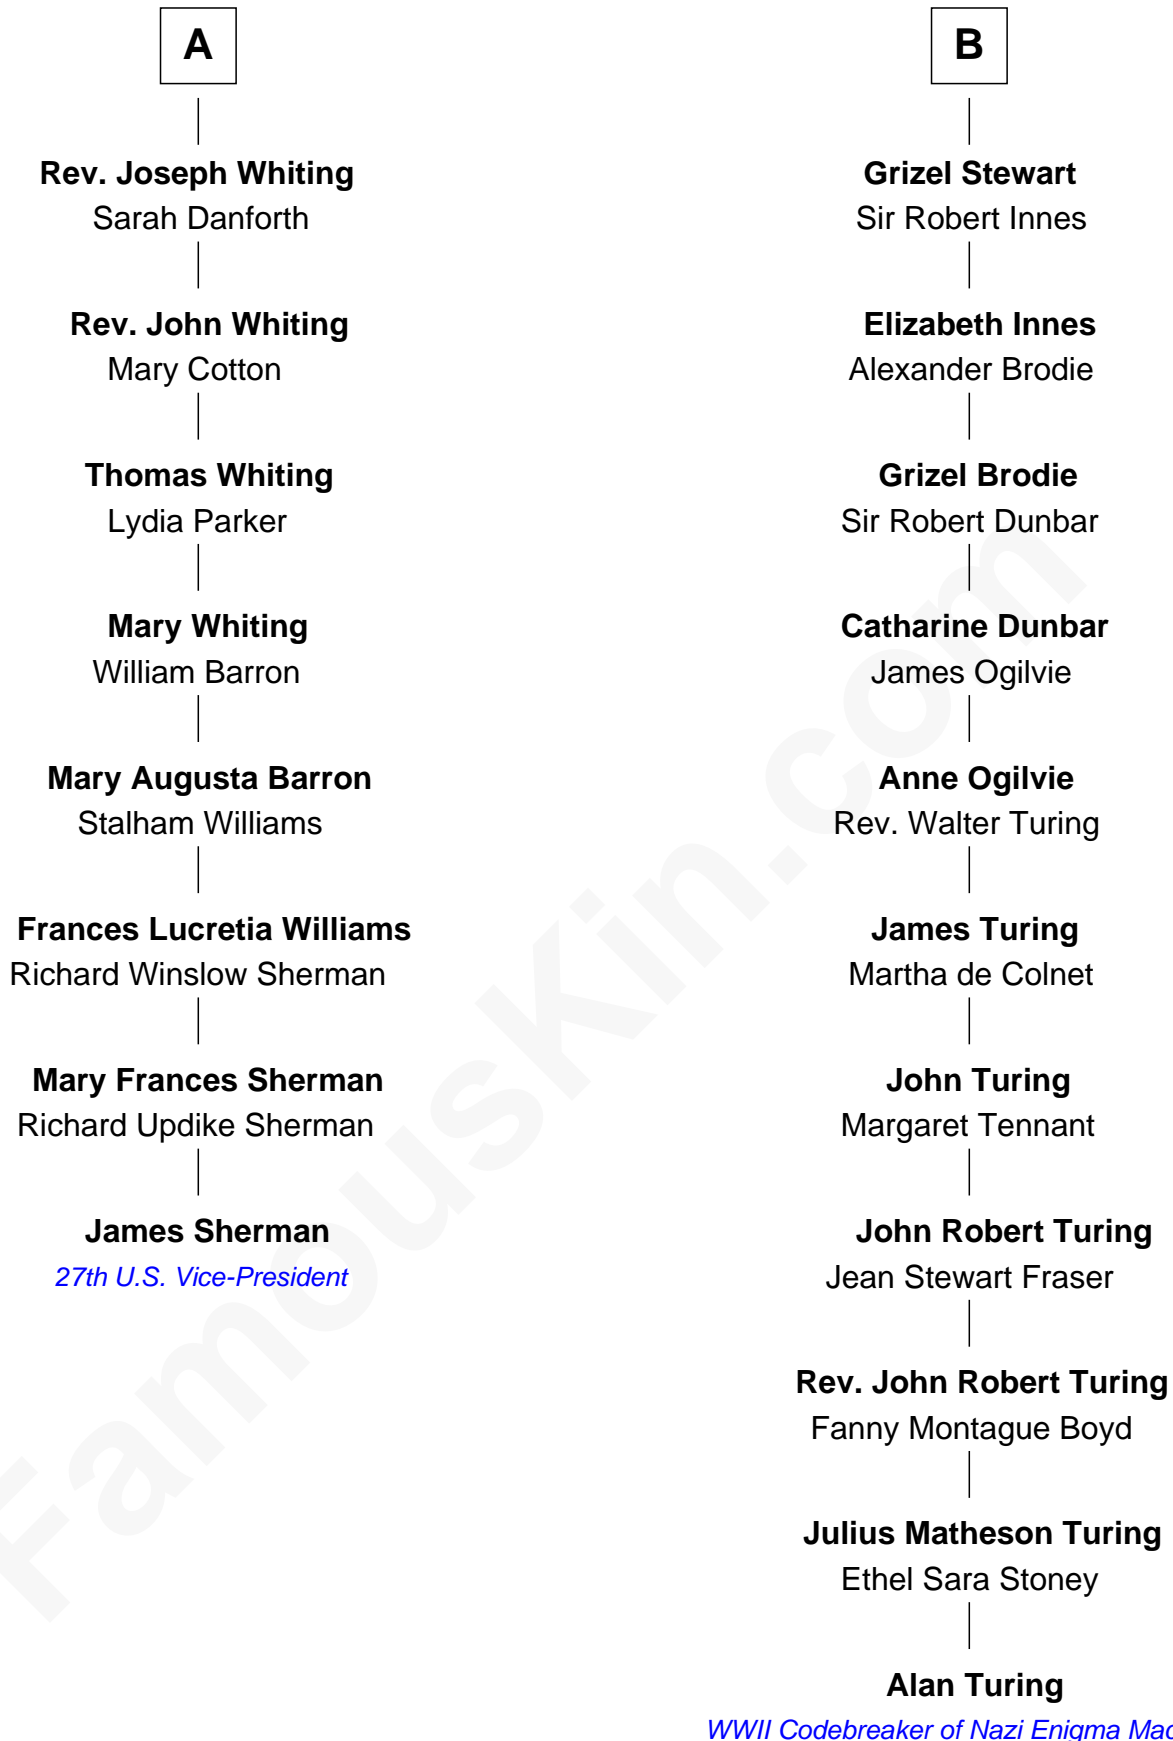 A
Rev. Joseph Whiting
Sarah Danforth
Rev. John Whiting
Mary Cotton
Thomas Whiting
Lydia Parker
Mary Whiting
William Barron
Mary Augusta Barron
Stalham Williams
Frances Lucretia Williams
Richard Winslow Sherman
Mary Frances Sherman
Richard Updike Sherman
James Sherman
27th U.S. Vice-President
B
Grizel Stewart
Sir Robert Innes
Elizabeth Innes
Alexander Brodie
Grizel Brodie
Sir Robert Dunbar
Catharine Dunbar
James Ogilvie
Anne Ogilvie
Rev. Walter Turing
James Turing
Martha de Colnet
John Turing
Margaret Tennant
John Robert Turing
Jean Stewart Fraser
Rev. John Robert Turing
Fanny Montague Boyd
Julius Matheson Turing
Ethel Sara Stoney
Alan Turing
WWII Codebreaker of Nazi Enigma
FamousKin.com